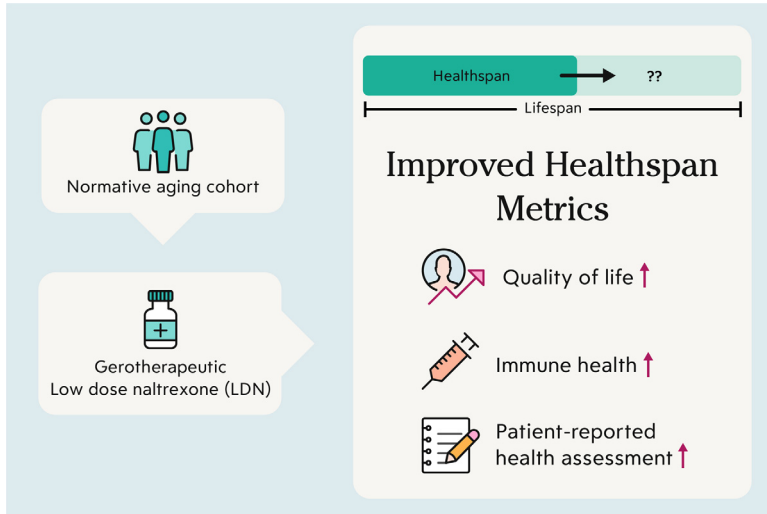 Normative aging cohort
Gerotherapeutic
Low dose naltrexone (LDN)
Healthspan
??
Lifespan
Improved Healthspan
Metrics
Quality of life
Immune health
Patient-reported
health assessment